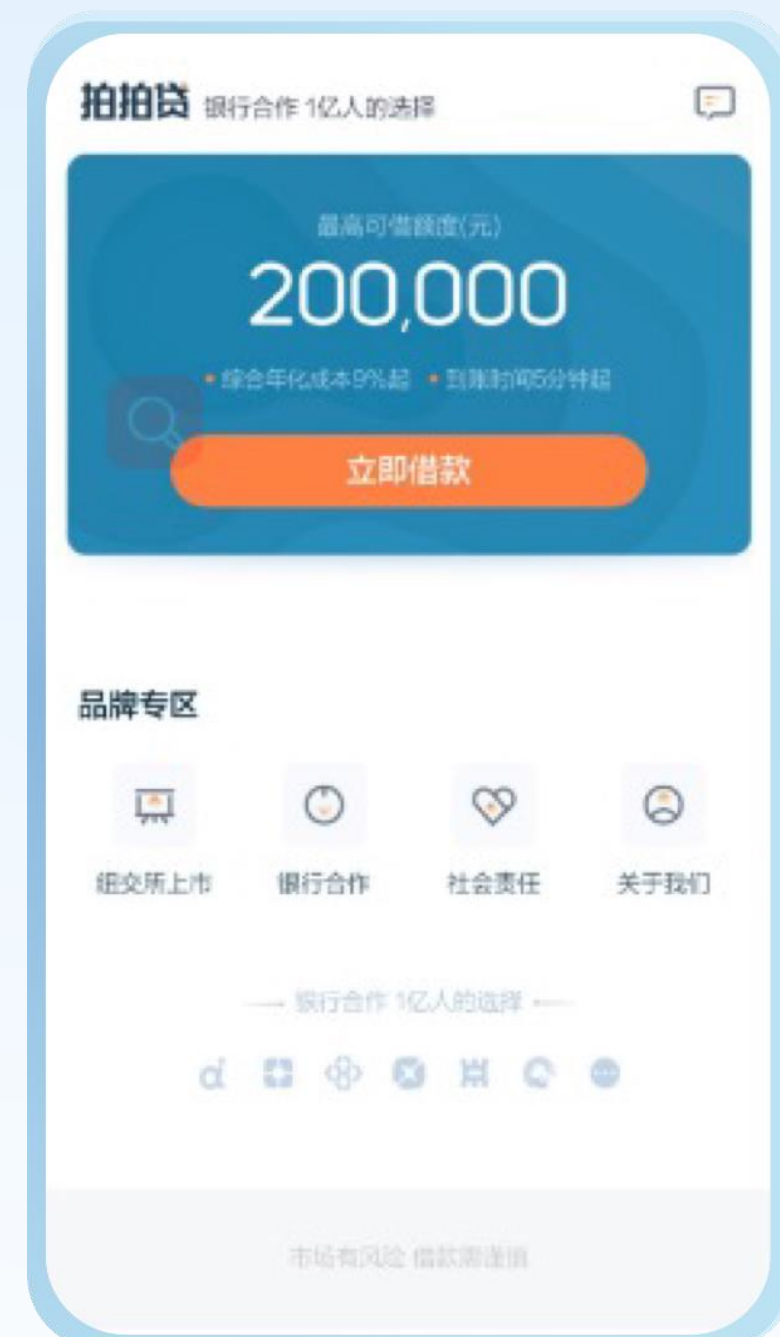 拍拍贷 银行合作 1亿人的选择
最高可借额度(元)
200,000
• 综合年化成本9%起 • 到账时间5分钟起
立即借款
品牌专区
纽交所上市 银行合作 社会责任 关于我们
银行合作 1亿人的选择
市场有风险 借款需谨慎